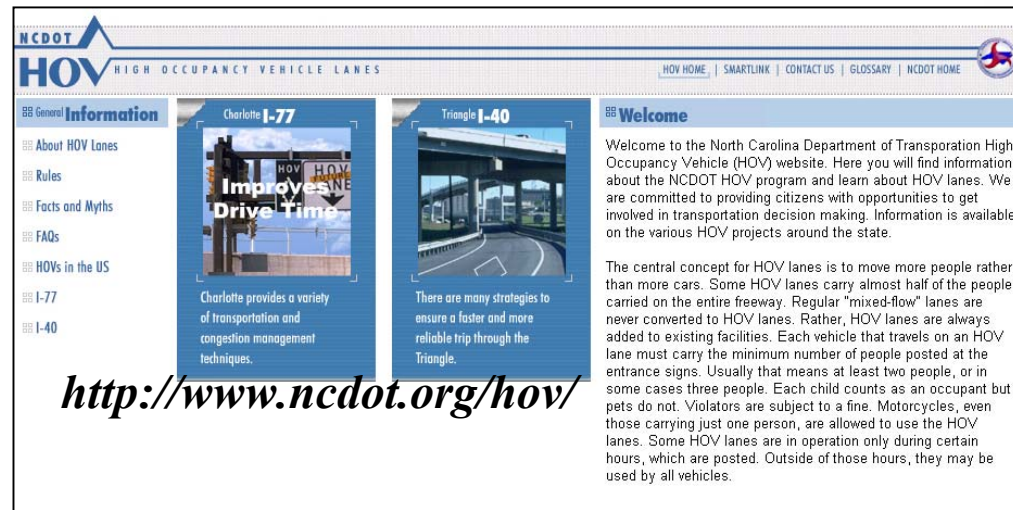 NCDOT
HOV HIGH OCCUPANCY VEHICLE LANES
HOV HOME | SMARTLINK | CONTACT US | GLOSSARY | NCDOT HOME
General Information
About HOV Lanes
Rules
Facts and Myths
FAQs
HOVs in the US
I-77
I-40
Charlotte I-77
HOV HOV
FUTURE
LANE
Improves
Drive Time
Charlotte provides a variety
of transportation and
congestion management
techniques.
Triangle I-40
There are many strategies to
ensure a faster and more
reliable trip through the
Triangle.
http://www.ncdot.org/hov/
Welcome
Welcome to the North Carolina Department of Transporation High
Occupancy Vehicle (HOV) website. Here you will find information
about the NCDOT HOV program and learn about HOV lanes. We
are committed to providing citizens with opportunities to get
involved in transportation decision making. Information is available
on the various HOV projects around the state.
The central concept for HOV lanes is to move more people rather
than more cars. Some HOV lanes carry almost half of the people
carried on the entire freeway. Regular "mixed-flow" lanes are
never converted to HOV lanes. Rather, HOV lanes are always
added to existing facilities. Each vehicle that travels on an HOV
lane must carry the minimum number of people posted at the
entrance signs. Usually that means at least two people, or in
some cases three people. Each child counts as an occupant but
pets do not. Violators are subject to a fine. Motorcycles, even
those carrying just one person, are allowed to use the HOV
lanes. Some HOV lanes are in operation only during certain
hours, which are posted. Outside of those hours, they may be
used by all vehicles.